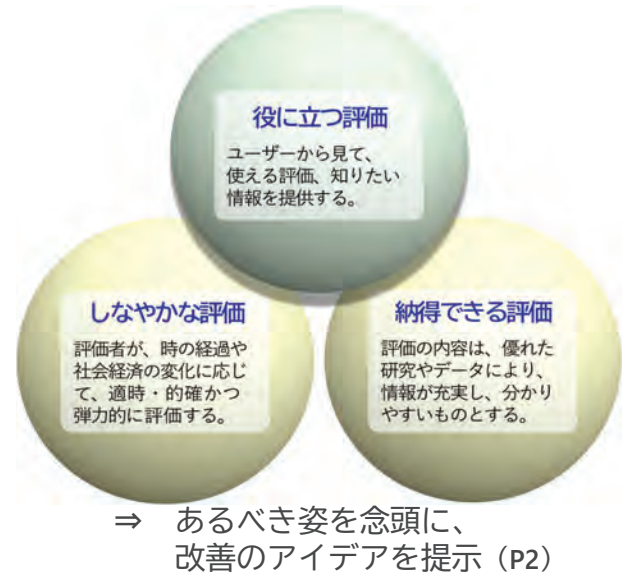 役に立つ評価
ユーザーから見て、
使える評価、知りたい
情報を提供する。
しなやかな評価
評価者が、時の経過や
社会経済の変化に応じ
て、適時・的確かつ
弾力的に評価する。
納得できる評価
評価の内容は、優れた
研究やデータにより、
情報が充実し、分かり
やすいものとする。
⇒ あるべき姿を念頭に、
改善のアイデアを提示（P2）